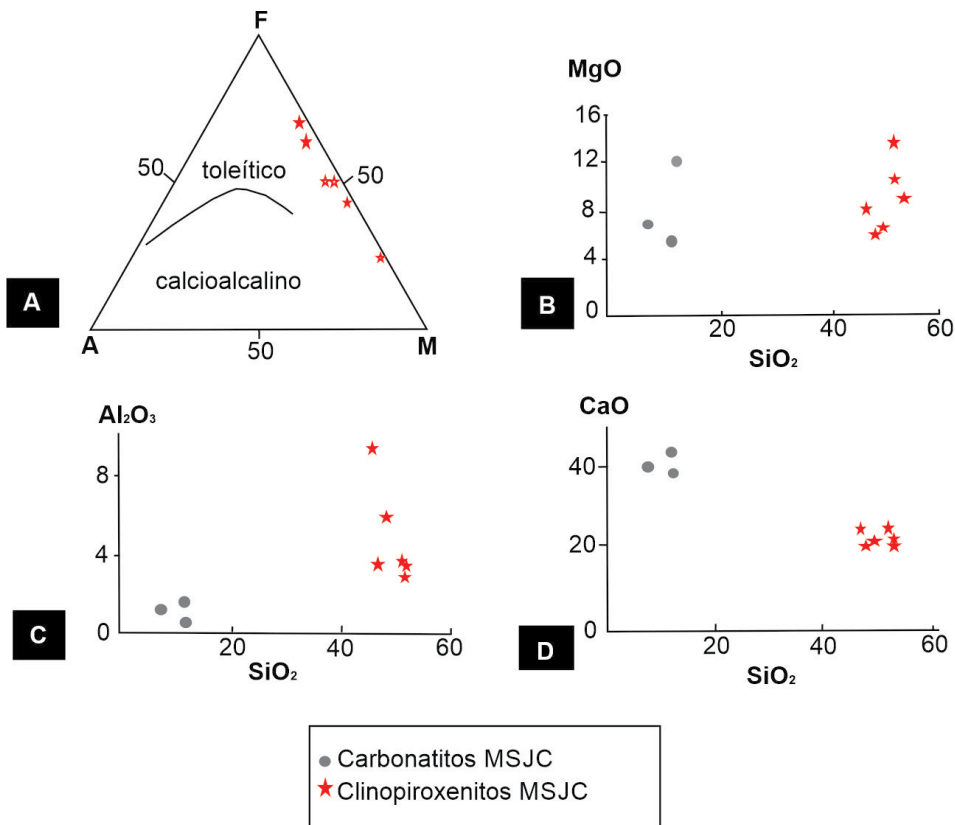 F
50
toleítico
50
calcioalcalino
A
A
50
M
MgO
16
12
8
4
0
B
20
40
60
SiO₂
Al₂O₃
8
4
0
C
20
40
60
SiO₂
CaO
40
20
0
D
20
40
60
SiO₂
Carbonatitos MSJC
Clinopiroxenitos MSJC